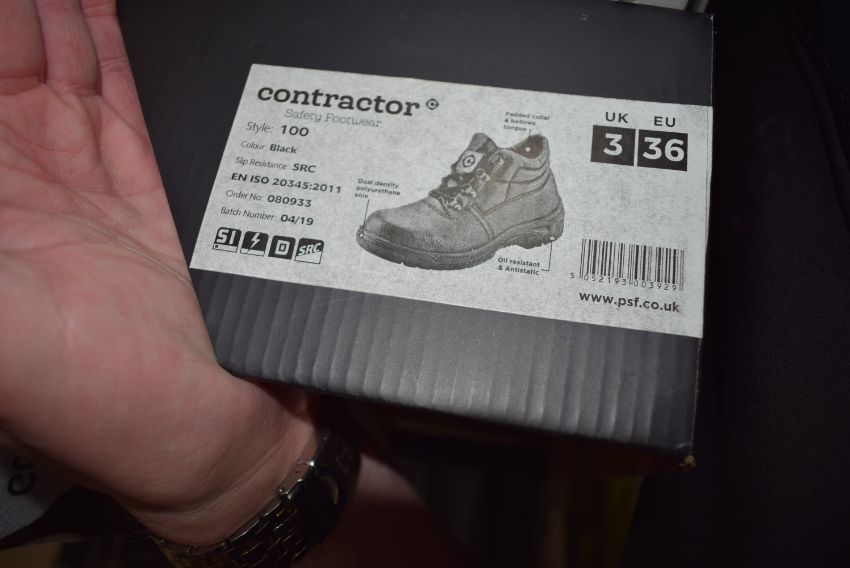 contractor
Safety Footwear
Style: 100
Colour: Black
Slip Resistance: SRC
EN ISO 20345:2011
Order No: 080933
Batch Number: 04/19
S1
D
SRC
Padded collar
& bellows
tongue
Dual density
polyurethane
sole
Oil resistant
& Antistatic
UK EU
3 36
5 052193 003929
www.psf.co.uk